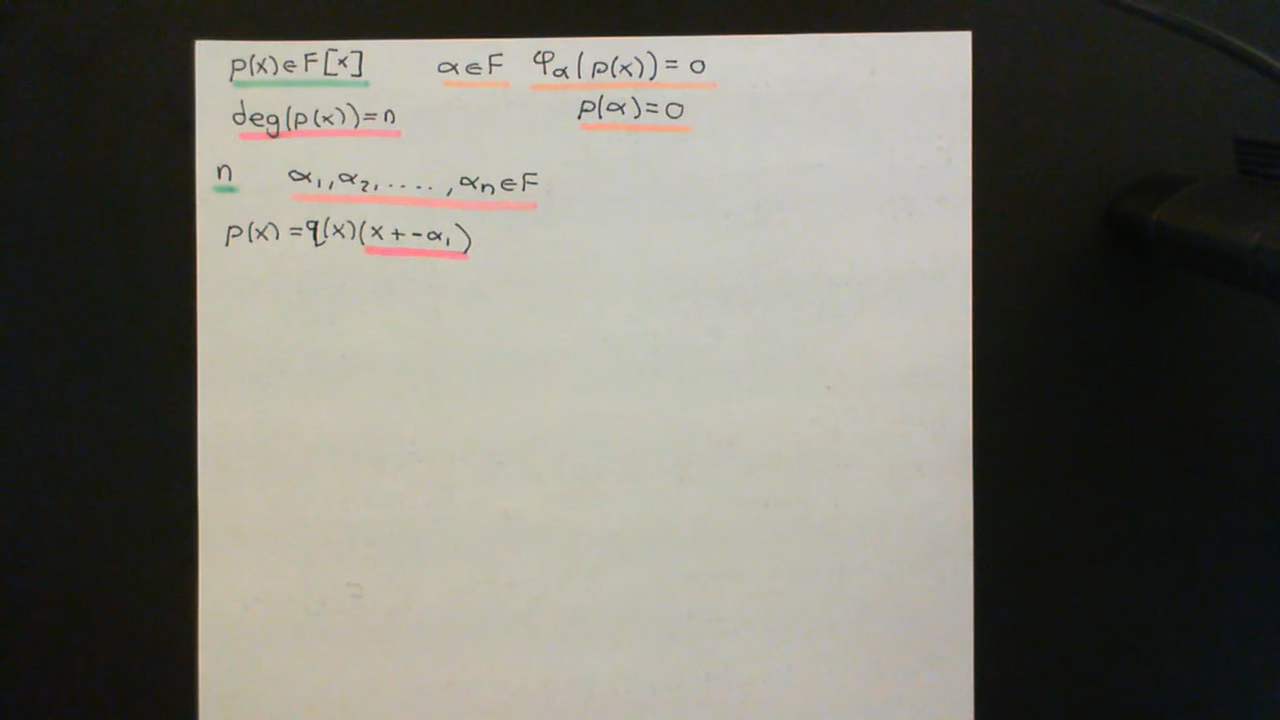 p(x)∈F[x] α∈F φα(p(x))=0
deg(p(x))=n p(α)=0
n α₁,α₂,....,αn∈F
p(x)=q(x)(x+-α₁)